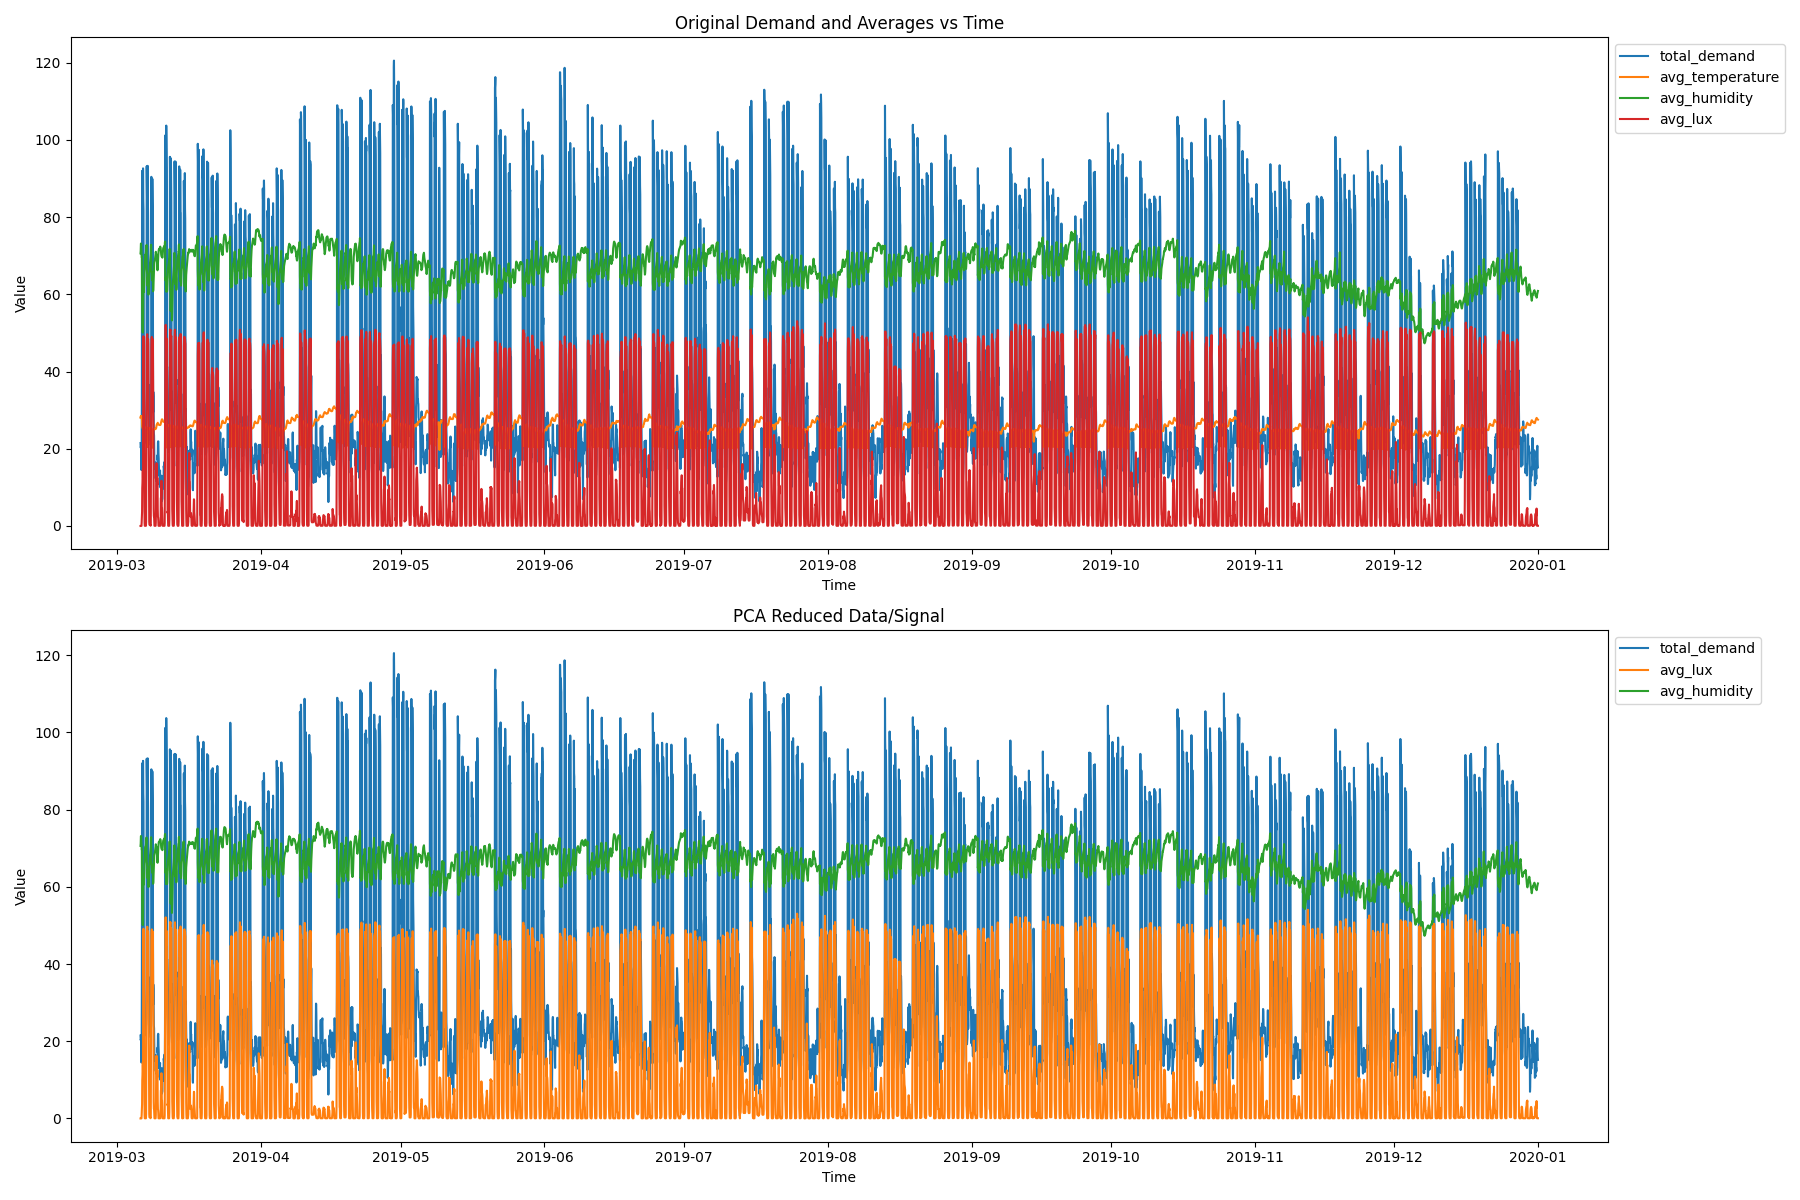 Original Demand and Averages vs Time
120
100
80
60
40
20
0
Value
2019-03 2019-04 2019-05 2019-06 2019-07 2019-08 2019-09 2019-10 2019-11 2019-12 2020-01
Time
total_demand
avg_temperature
avg_humidity
avg_lux
PCA Reduced Data/Signal
120
100
80
60
40
20
0
Value
2019-03 2019-04 2019-05 2019-06 2019-07 2019-08 2019-09 2019-10 2019-11 2019-12 2020-01
Time
total_demand
avg_lux
avg_humidity